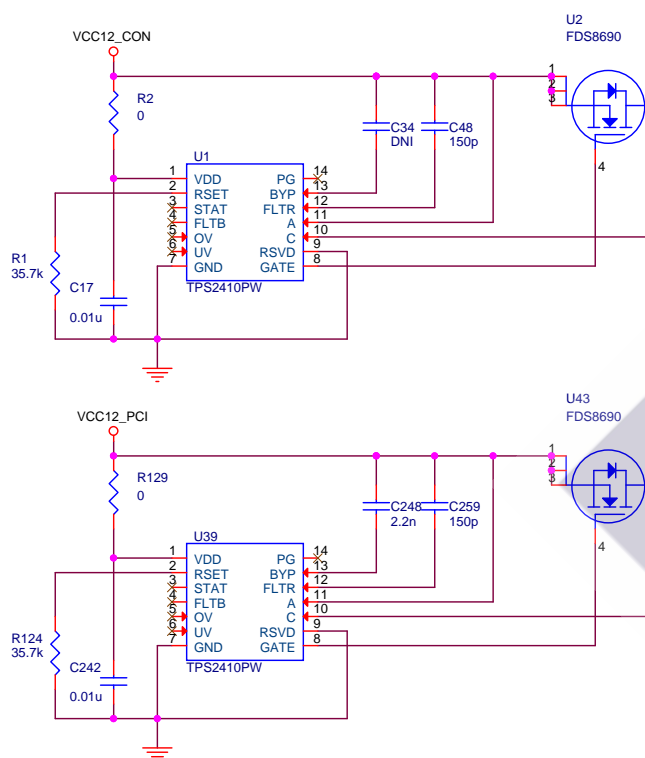 U2
FDS8690
VCC12_CON
1
2
3
4
R2
0
C34
DNI
C48
150p
U1
1 VDD PG 14
2 RSET BYP 13
3 STAT FLTR 12
4 FLTB A 11
5 OV C 10
6 UV RSVD 9
7 GND GATE 8
TPS2410PW
R1
35.7k
C17
0.01u
U43
FDS8690
VCC12_PCI
1
2
3
4
R129
0
C248
2.2n
C259
150p
U39
1 VDD PG 14
2 RSET BYP 13
3 STAT FLTR 12
4 FLTB A 11
5 OV C 10
6 UV RSVD 9
7 GND GATE 8
TPS2410PW
R124
35.7k
C242
0.01u